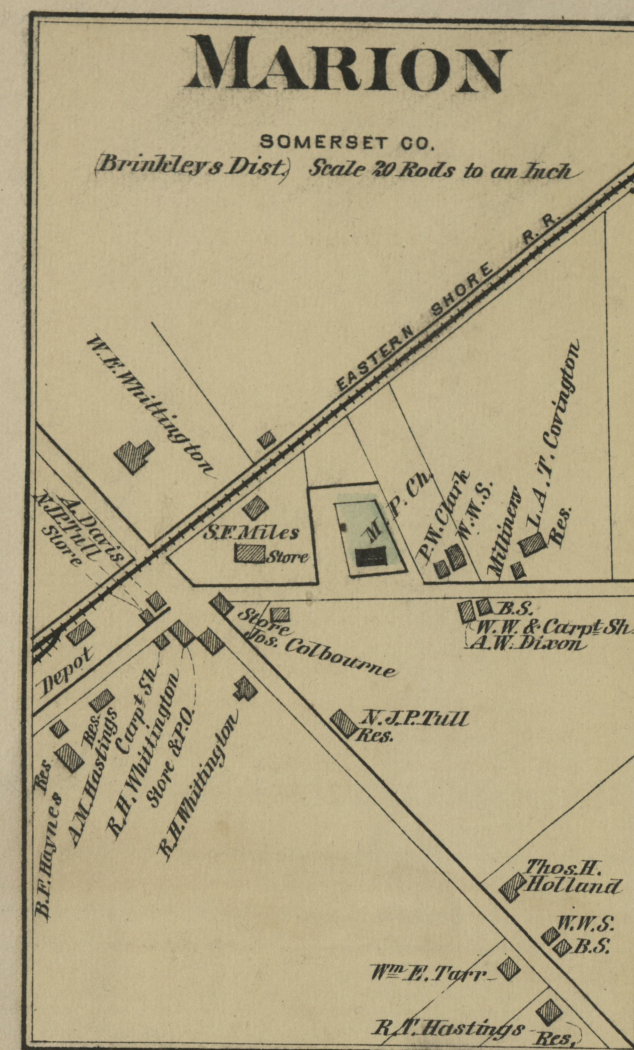 MARION
SOMERSET CO.
(Brinkleys Dist.) Scale 20 Rods to an Inch
EASTERN SHORE R. R.
W. E. Whittington
A. Davis
N.J.P. Tull
Store
S. F. Miles
Store
M. P. Ch.
P. W. Clark
W. W. S.
Millinery
L. A. T. Covington
Res.
B.S.
W. W. & Carpt. Sh.
A. W. Dixon
Store
Jos. Colbourne
Depot
Carpt. Sh.
R. H. Whittington
Store & P.O.
R.H. Whittington
Res.
A. M. Hastings
Res
B. F. Haynes
N. J. P. Tull
Res.
Thos. H.
Holland
W.W.S.
B.S.
Wm E. Tarr
R. T. Hastings
Res.